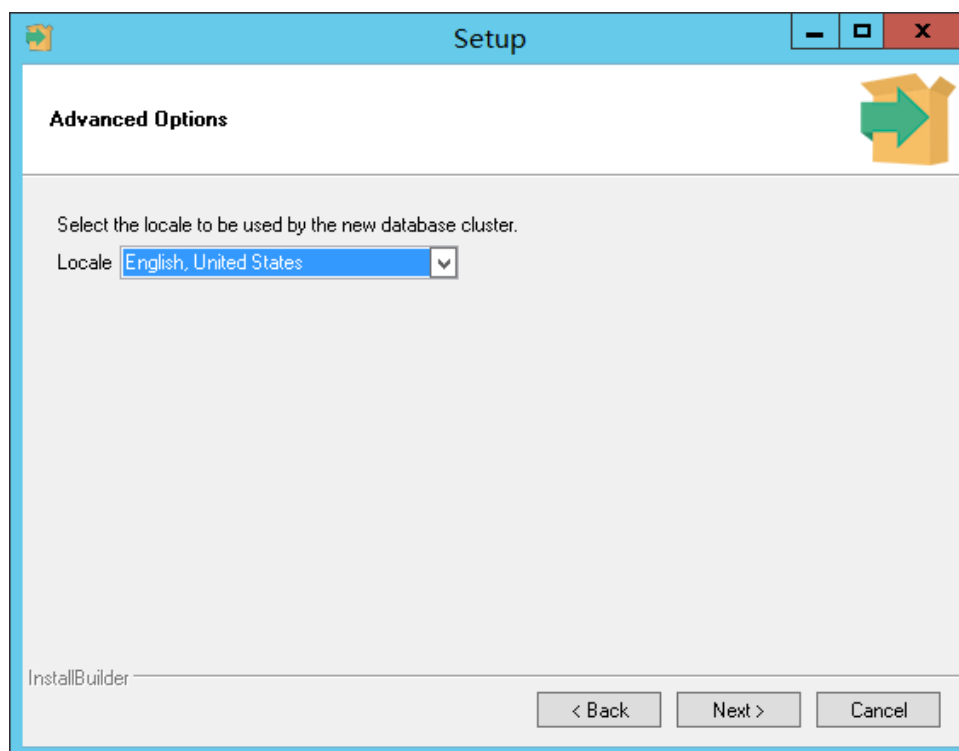 Setup
Advanced Options
Select the locale to be used by the new database cluster.
Locale English, United States
InstallBuilder
< Back Next > Cancel